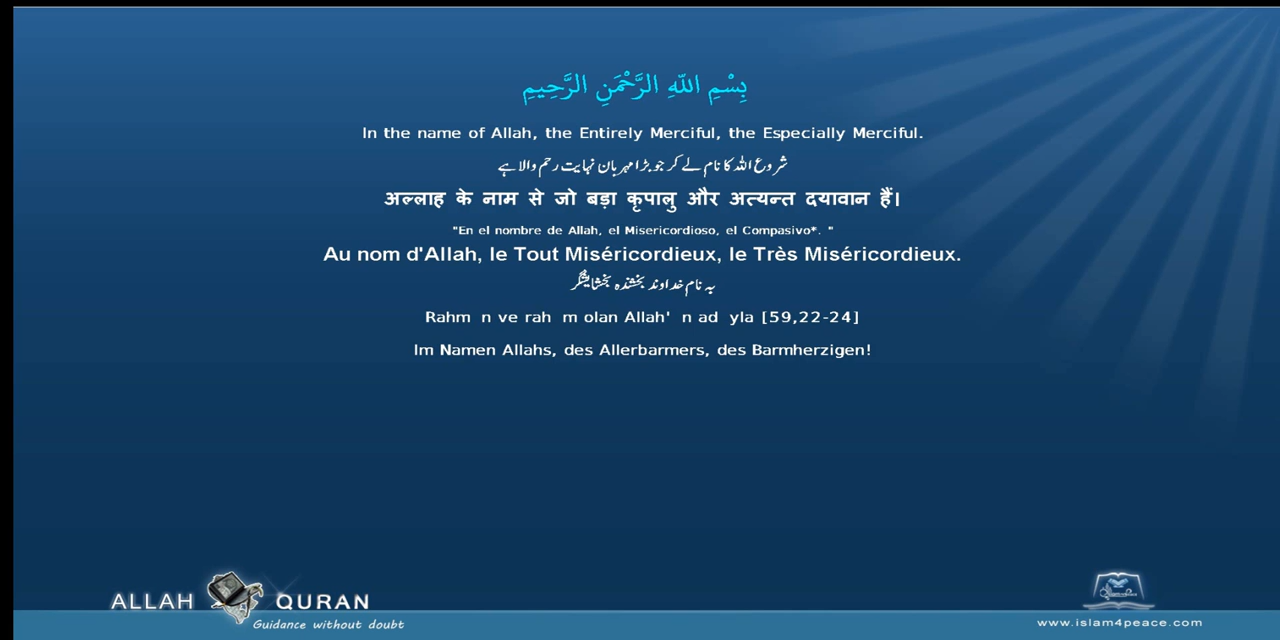 بِسْمِ اللَّهِ الرَّحْمَنِ الرَّحِيمِ
In the name of Allah, the Entirely Merciful, the Especially Merciful.
شروع الله کا نام لے کر جو بڑا مہربان نہایت رحم والا ہے
अल्लाह के नाम से जो बड़ा कृपालु और अत्यन्त दयावान हैं।
"En el nombre de Allah, el Misericordioso, el Compasivo*. "
Au nom d'Allah, le Tout Miséricordieux, le Très Miséricordieux.
به نام خداوند بخشنده بخشایشگر
Rahm n ve rah m olan Allah' n ad yla [59,22-24]
Im Namen Allahs, des Allerbarmers, des Barmherzigen!
ALLAH QURAN
Guidance without doubt
www.islam4peace.com